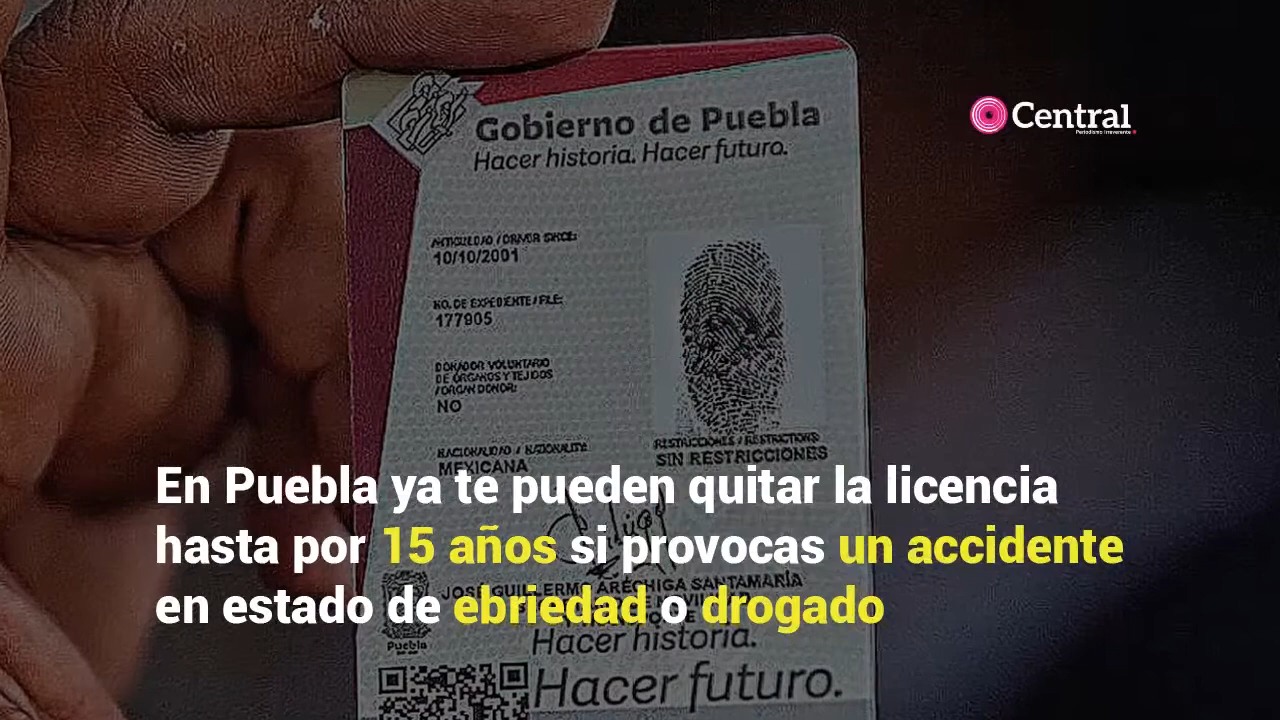 Gobierno de Puebla
Hacer historia. Hacer futuro.
Central
Periodismo Irreverente
ANTIGÜEDAD / DRIVER SINCE:
10/10/2001
NO. DE EXPEDIENTE / FILE:
177905
DONADOR VOLUNTARIO
DE ÓRGANOS Y TEJIDOS
/ ORGAN DONOR:
NO
NACIONALIDAD / NATIONALITY:
MEXICANA
RESTRICCIONES / RESTRICTIONS:
SIN RESTRICCIONES
En Puebla ya te pueden quitar la licencia
hasta por 15 años si provocas un accidente
en estado de ebriedad o drogado
JOSÉ GUILLERMO ARÉCHIGA SANTAMARÍA
Puebla
Hacer historia.
Hacer futuro.